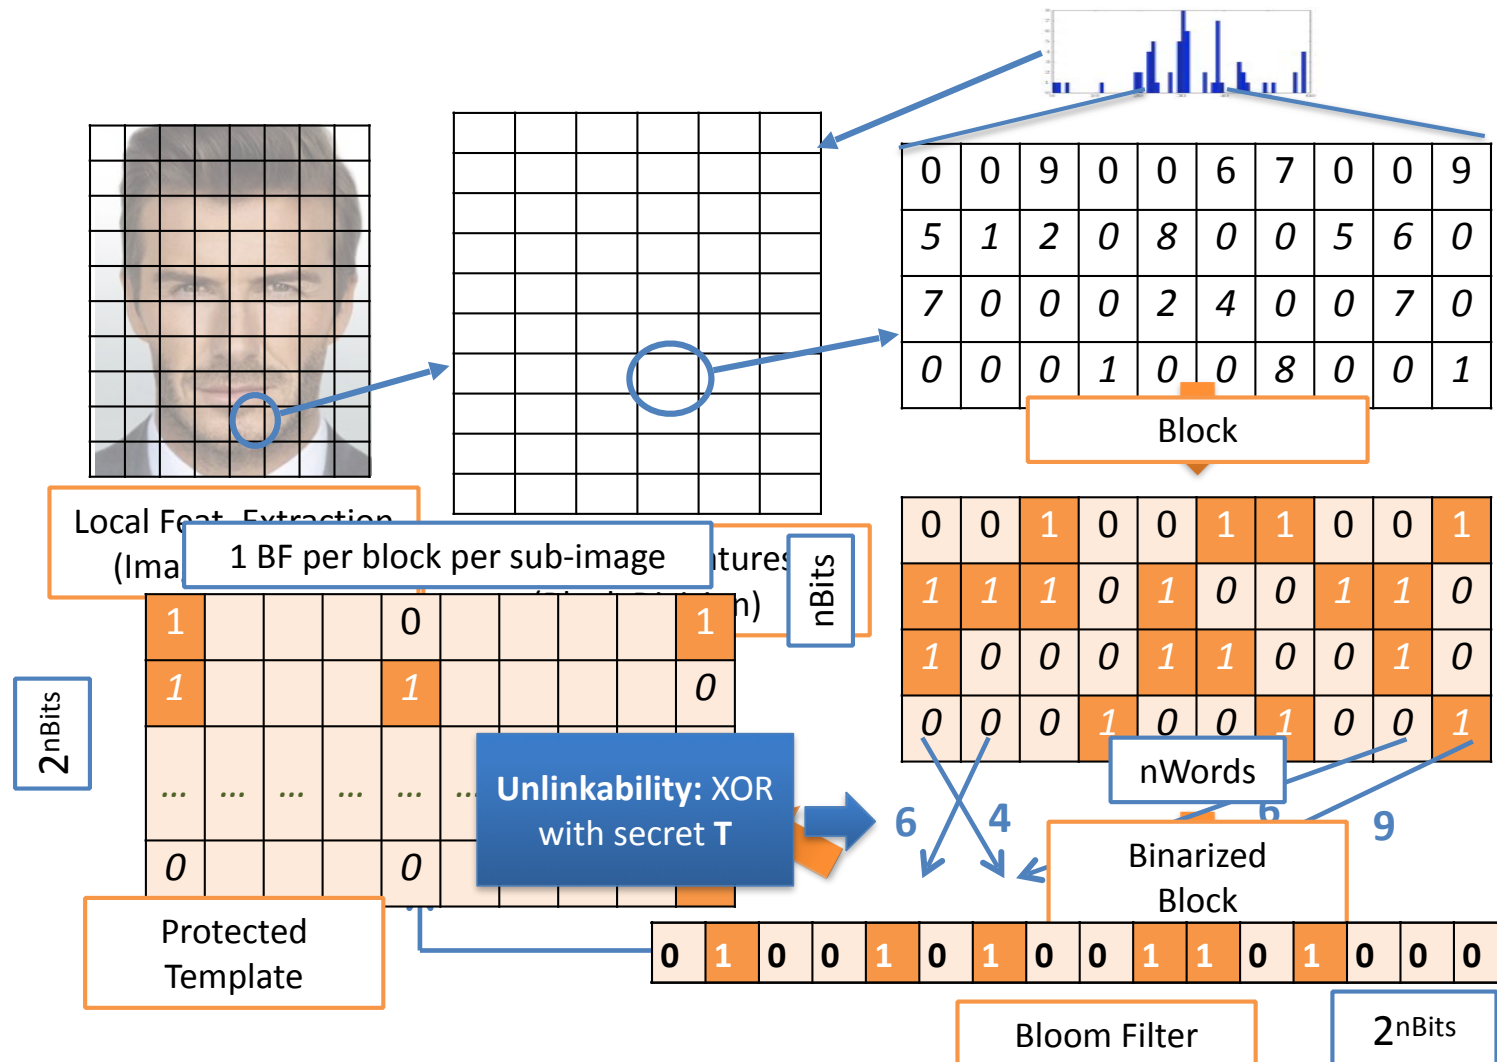 0 0 9 0 0 6 7 0 0 9
5 1 2 0 8 0 0 5 6 0
7 0 0 0 2 4 0 0 7 0
0 0 0 1 0 0 8 0 0 1
Block
Local Feat. Extraction
(Ima
1 BF per block per sub-image
tures
n)
nBits
0 0 1 0 0 1 1 0 0 1
1 1 1 0 1 0 0 1 1 0
1 0 0 0 1 1 0 0 1 0
0 0 0 1 0 0 1 0 0 1
nWords
1 0 1
1 1 0
... ... ... ... ... ...
0 0
2nBits
Unlinkability: XOR
with secret T
6 4 6 9
Binarized
Block
Protected
Template
0 1 0 0 1 0 1 0 0 1 1 0 1 0 0 0
Bloom Filter
2nBits